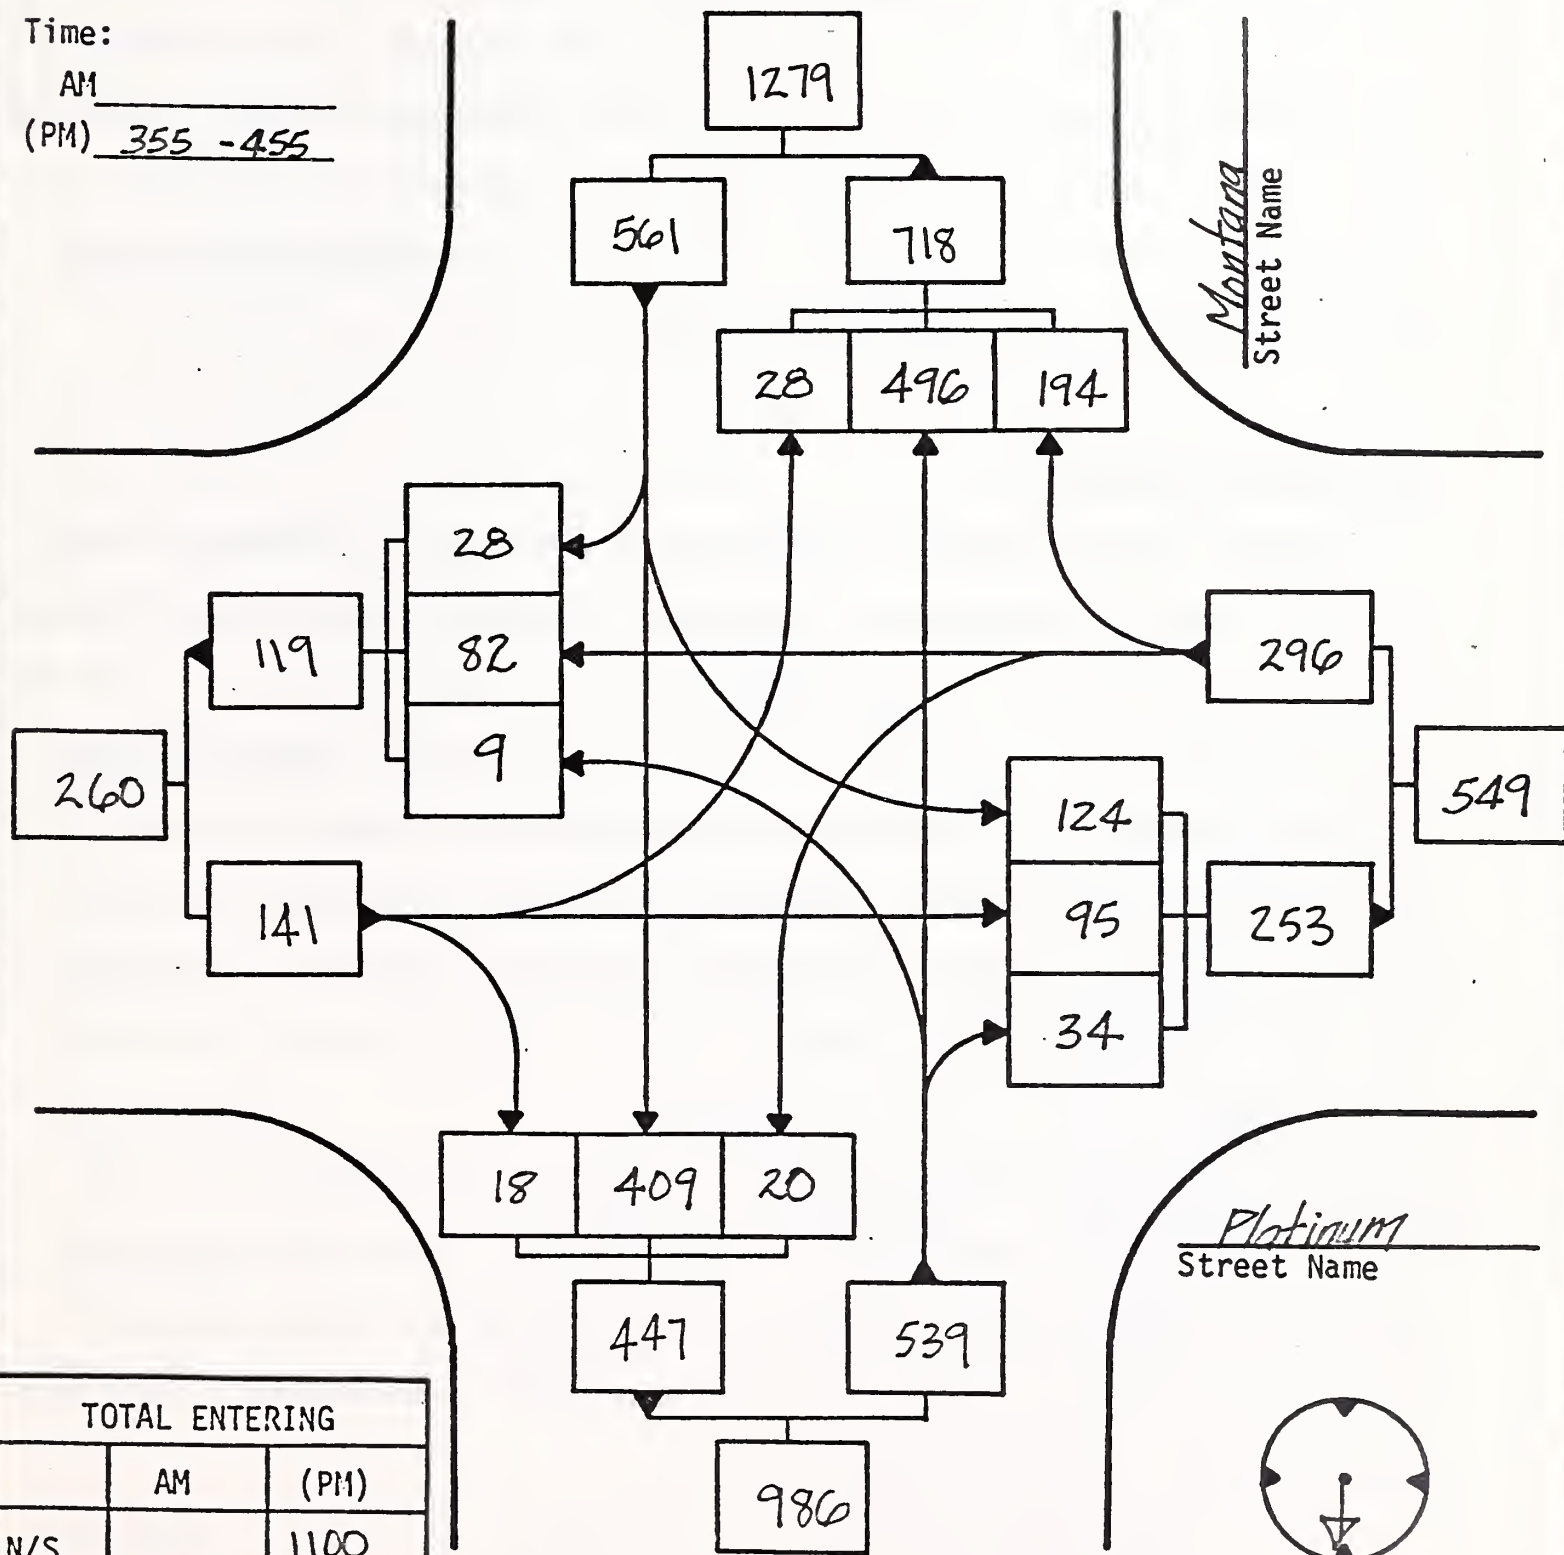 Time:
AM
(PM) 355 - 455
1279
561
718
Montana
Street Name
28 496 194
28
82
9
119
296
260
549
124
95
34
141
253
18 409 20
Platinum
Street Name
447
539
986
TOTAL ENTERING
AM (PM)
N/S 1100